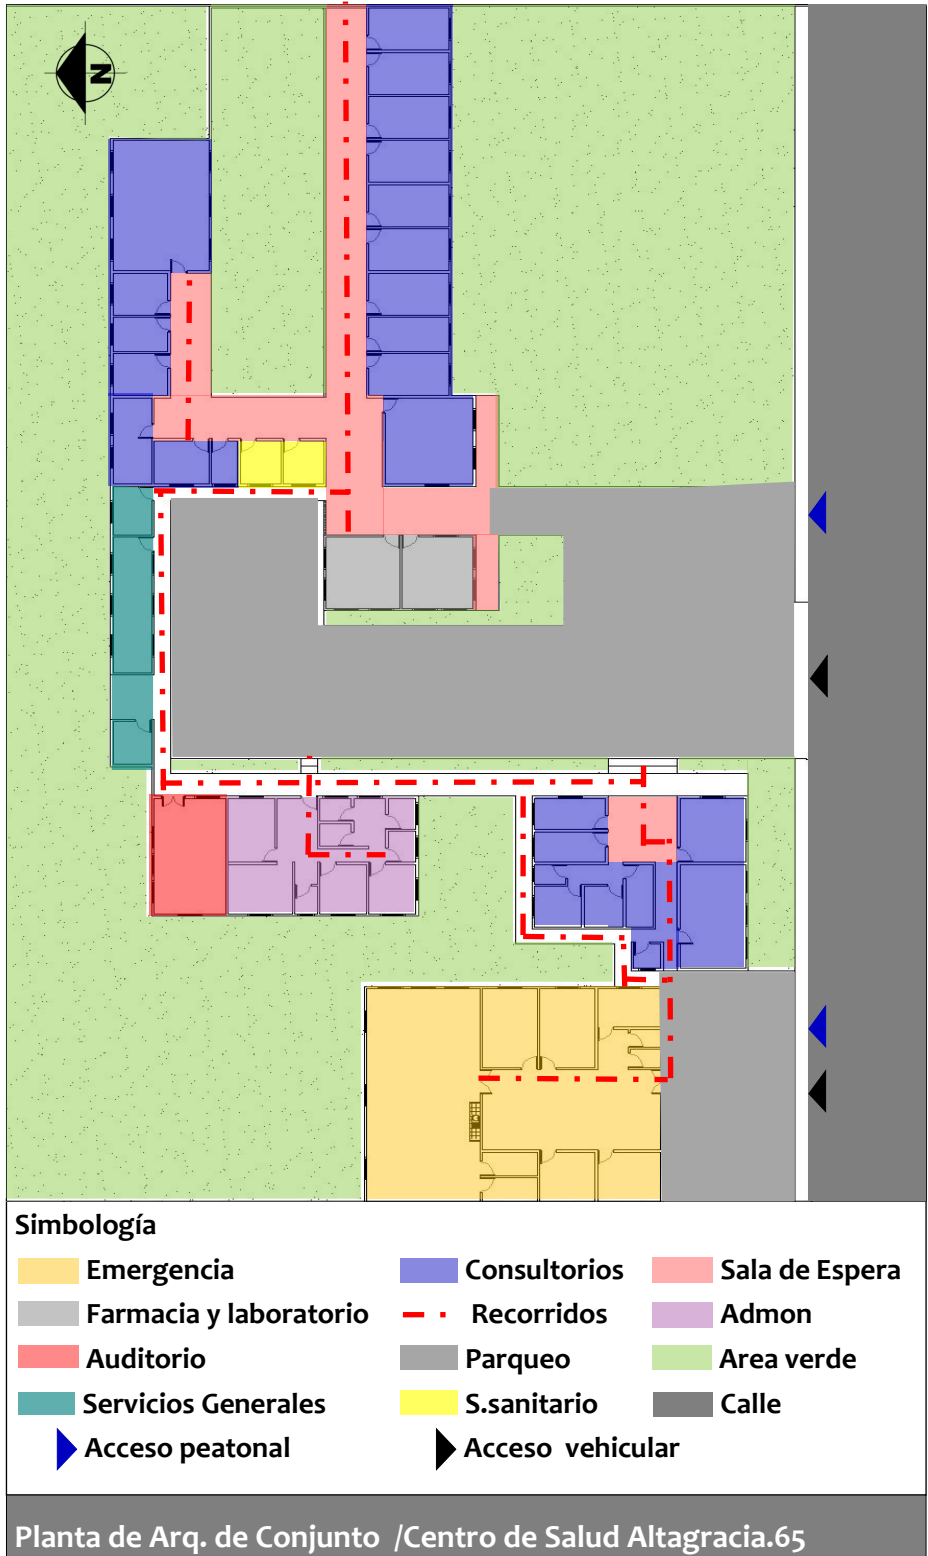 N
Simbología
Emergencia
Consultorios
Sala de Espera
Farmacia y laboratorio
Recorridos
Admon
Auditorio
Parqueo
Area verde
Servicios Generales
S.sanitario
Calle
Acceso peatonal
Acceso vehicular
Planta de Arq. de Conjunto /Centro de Salud Altagracia.65